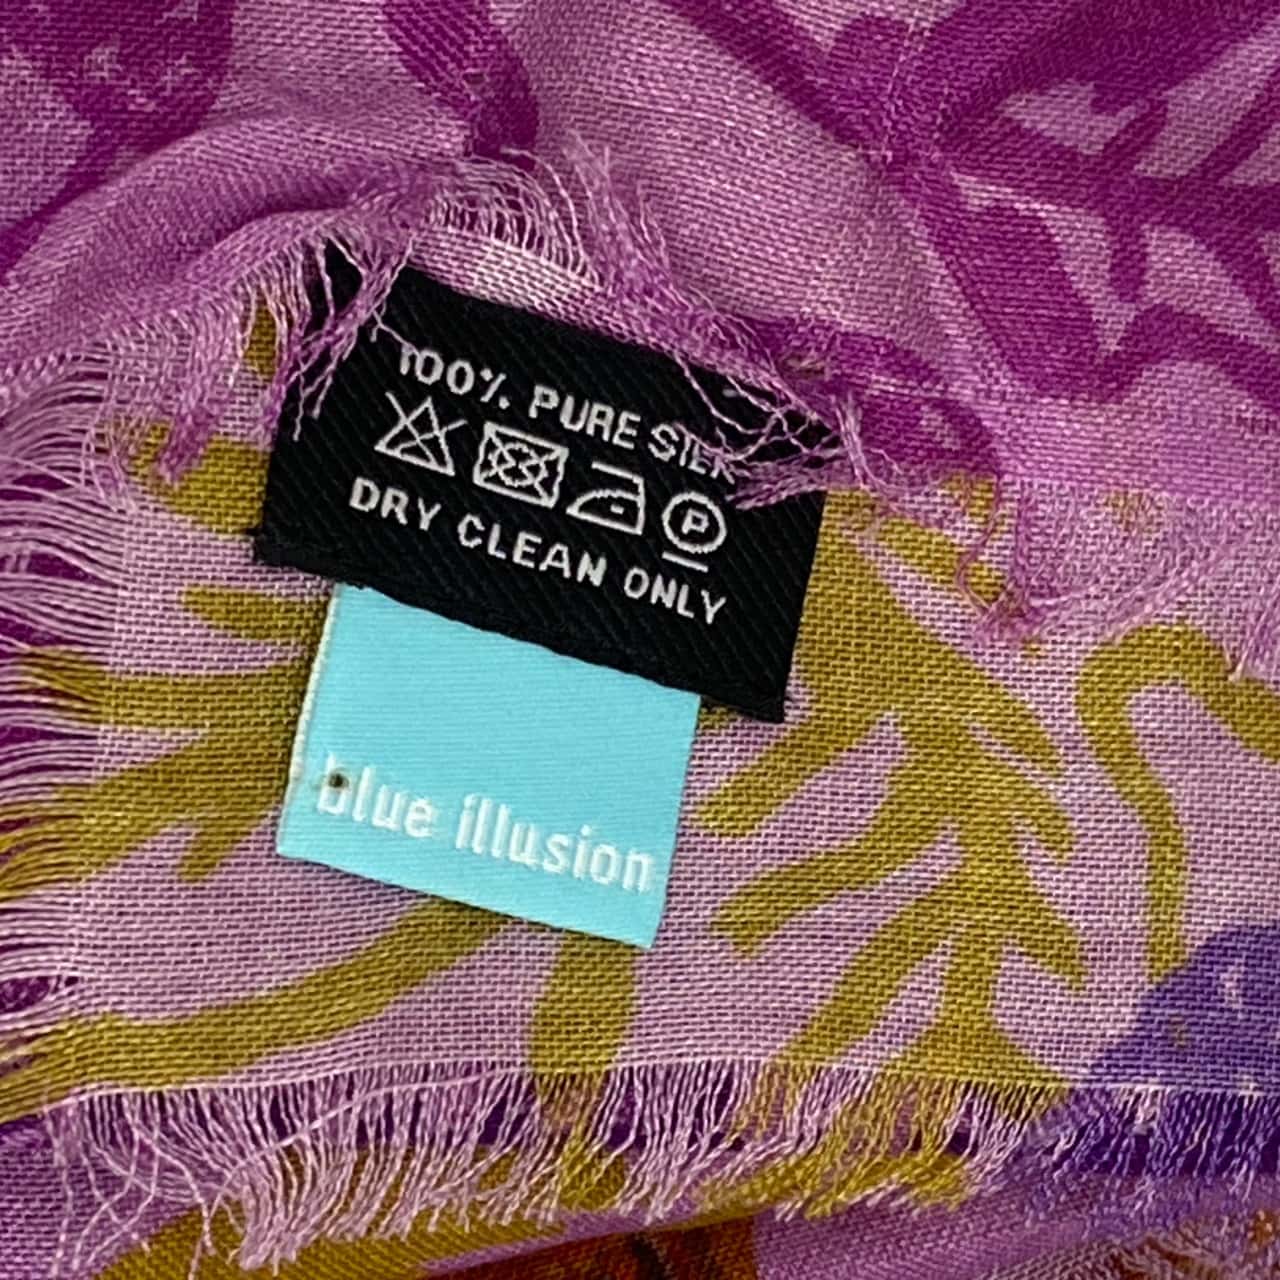 100% PURE SILK
P
DRY CLEAN ONLY
blue illusion